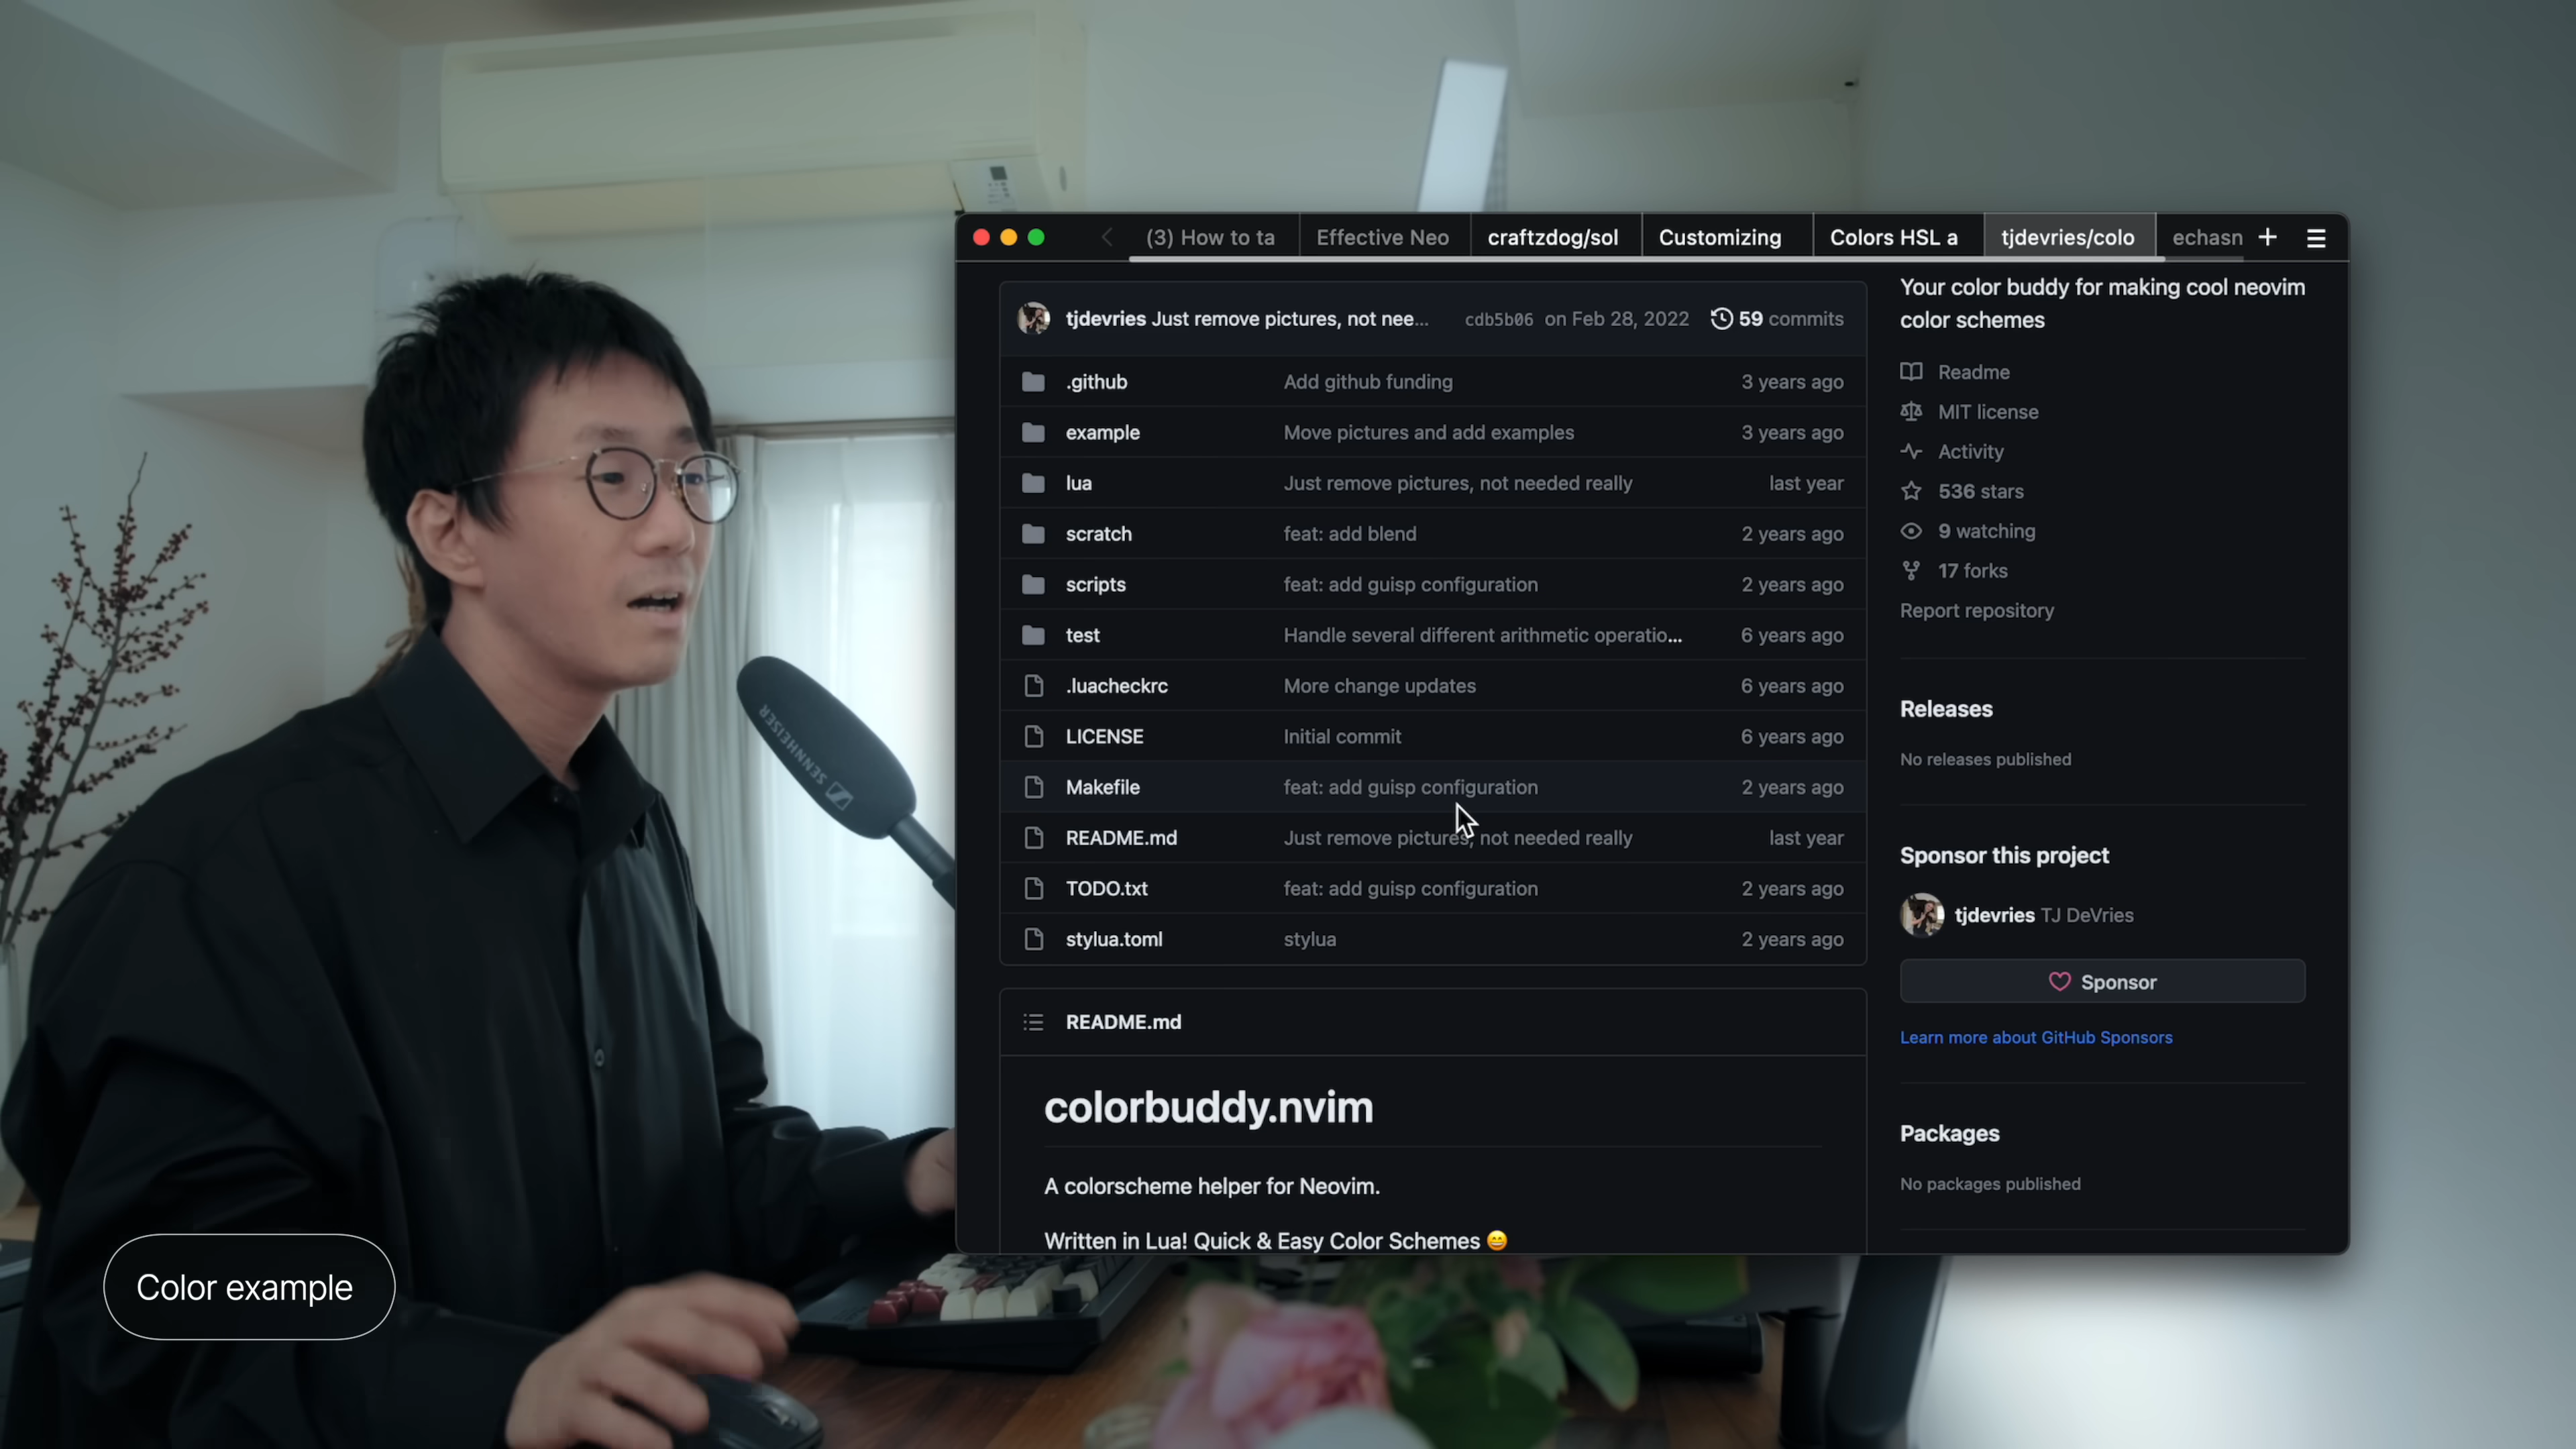 (3) How to ta
Effective Neo
craftzdog/sol
Customizing
Colors HSL a
tjdevries/colo
echasn
tjdevries Just remove pictures, not nee... cdb5b06 on Feb 28, 2022 59 commits
.github Add github funding 3 years ago
example Move pictures and add examples 3 years ago
lua Just remove pictures, not needed really last year
scratch feat: add blend 2 years ago
scripts feat: add guisp configuration 2 years ago
test Handle several different arithmetic operatio... 6 years ago
.luacheckrc More change updates 6 years ago
LICENSE Initial commit 6 years ago
Makefile feat: add guisp configuration 2 years ago
README.md Just remove pictures, not needed really last year
TODO.txt feat: add guisp configuration 2 years ago
stylua.toml stylua 2 years ago
README.md
colorbuddy.nvim
A colorscheme helper for Neovim.
Written in Lua! Quick & Easy Color Schemes 😄
Your color buddy for making cool neovim
color schemes
Readme
MIT license
Activity
536 stars
9 watching
17 forks
Report repository
Releases
No releases published
Sponsor this project
tjdevries TJ DeVries
Sponsor
Learn more about GitHub Sponsors
Packages
No packages published
SENNHEISER
Color example